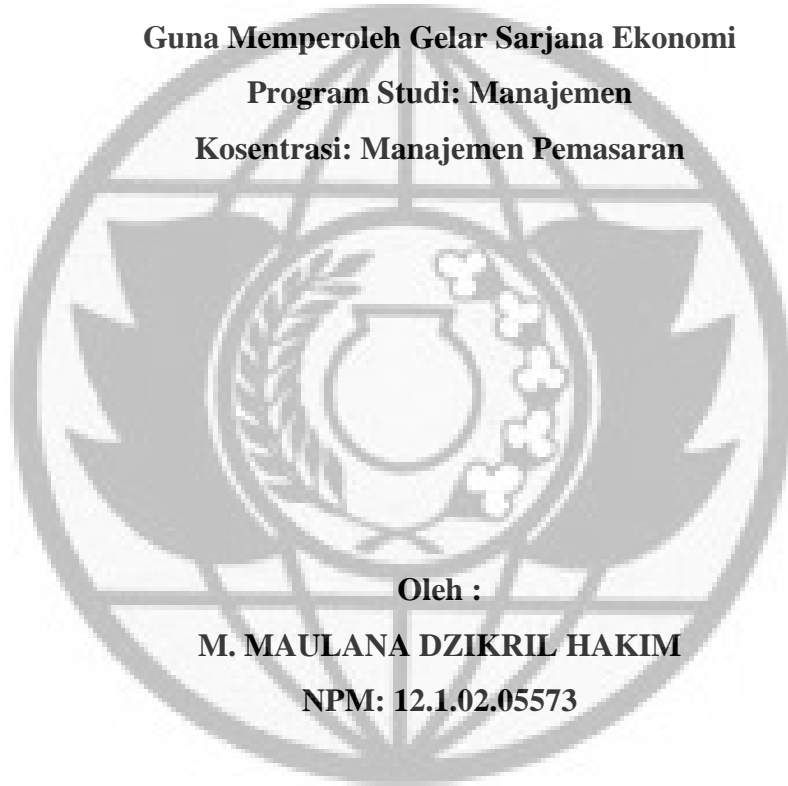 Guna Memperoleh Gelar Sarjana Ekonomi
Program Studi: Manajemen
Kosentrasi: Manajemen Pemasaran
Oleh :
M. MAULANA DZIKRIL HAKIM
NPM: 12.1.02.05573